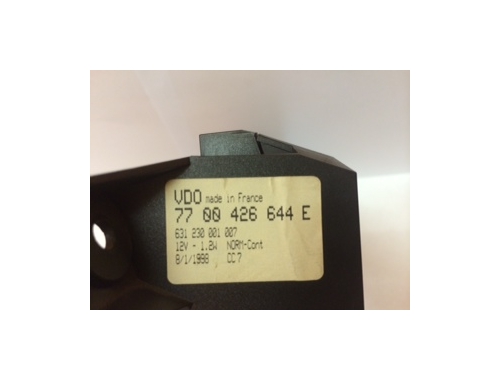 VDO made in France
77 00 426 644 E
631 230 001 007
12V - 1.2W NORM-Cont
8/1/1998 CC7